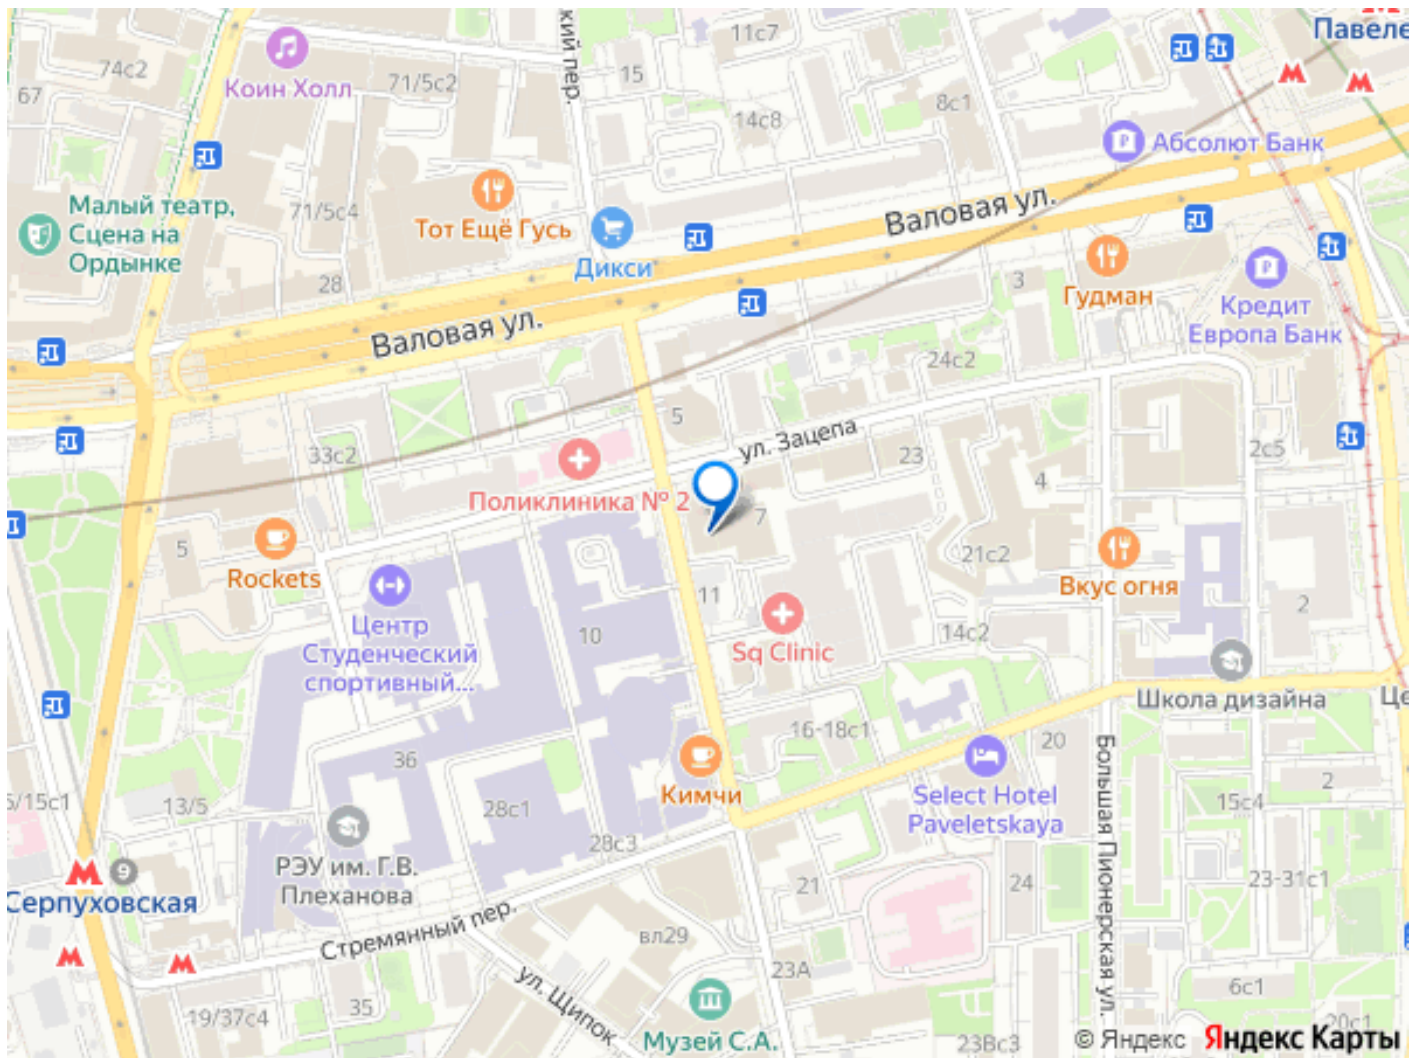 11с7
Павеле
кий пер.
74с2
Коин Холл
71/5с2
15
67
8с1
14с8
Абсолют Банк
Малый театр,
Сцена на
Ордынке
71/5с4
Тот Ещё Гусь
Валовая ул.
Дикси
28
3
Гудман
Кредит
Европа Банк
Валовая ул.
24с2
5
ул. Зацепа
33с2
23
2с5
4
Поликлиника № 2
7
5
Rockets
21с2
Вкус огня
11
2
Центр
Студенческий
спортивный...
10
14с2
Sq Clinic
Школа дизайна
Це
16-18с1
20
36
Большая Пионерская ул.
2
Кимчи
Select Hotel
Paveletskaya
15с4
5/15с1
13/5
28с1
28с3
РЭУ им. Г.В.
Плеханова
9
21
24
23-31с1
Серпуховская
Стремянный пер.
вл29
23А
ул. Щипок
6с1
35
19/37с4
Музей С.А.
23Вс3
20с1
© Яндекс Яндекс Карты